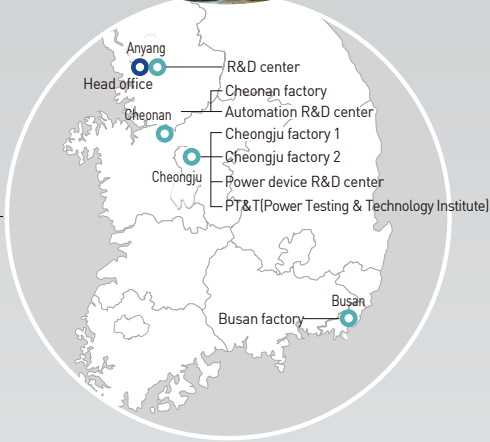 Anyang
R&D center
Head office
Cheonan factory
Automation R&D center
Cheonan
Cheongju factory 1
Cheongju factory 2
Power device R&D center
PT&T(Power Testing & Technology Institute)
Cheongju
Busan
Busan factory